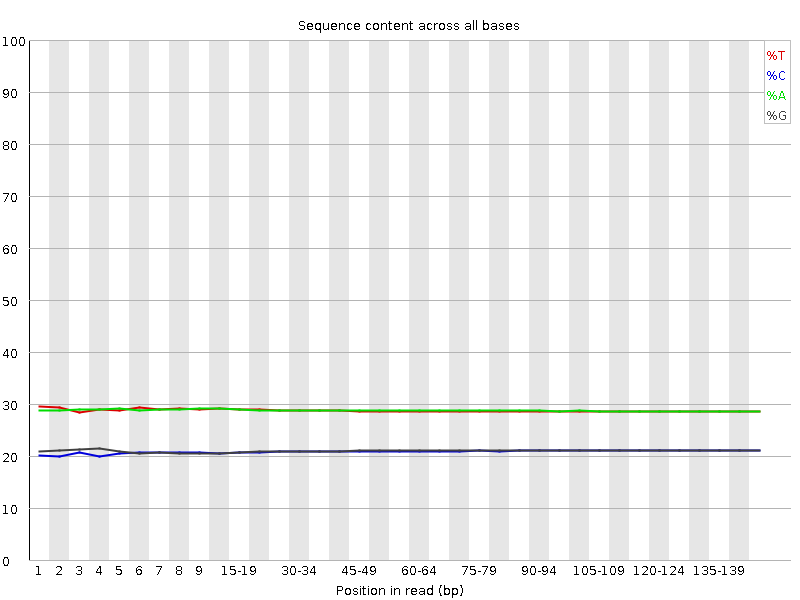 Sequence content across all bases
100
90
80
70
60
50
40
30
20
10
0
%T
%C
%A
%G
1 2 3 4 5 6 7 8 9 15-19 30-34 45-49 60-64 75-79 90-94 105-109 120-124 135-139
Position in read (bp)